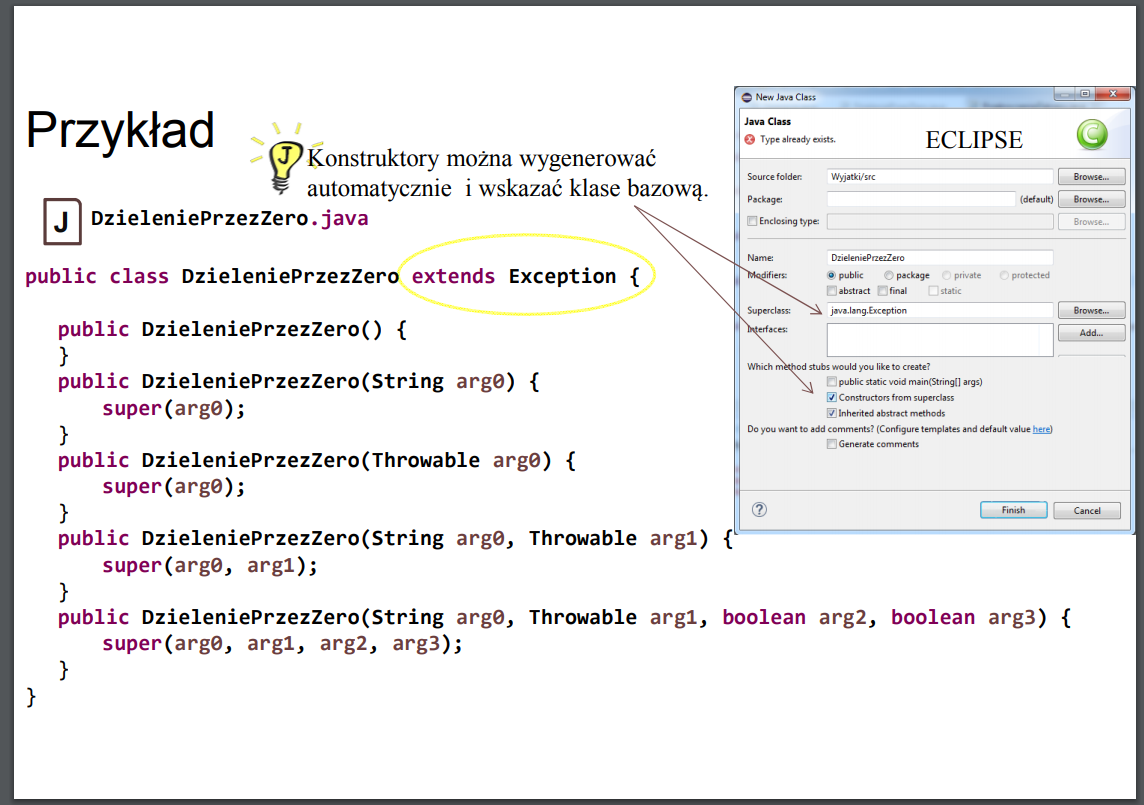 Przykład
J
Konstruktory można wygenerować
automatycznie i wskazać klase bazową.
J
DzieleniePrzezZero.java
public class DzieleniePrzezZero extends Exception {
public DzieleniePrzezZero() {
}
public DzieleniePrzezZero(String arg0) {
super(arg0);
}
public DzieleniePrzezZero(Throwable arg0) {
super(arg0);
}
public DzieleniePrzezZero(String arg0, Throwable arg1) {
super(arg0, arg1);
}
public DzieleniePrzezZero(String arg0, Throwable arg1, boolean arg2, boolean arg3) {
super(arg0, arg1, arg2, arg3);
}
}
New Java Class
Java Class
Type already exists.
ECLIPSE
C
Source folder: Wyjatki/src Browse...
Package: (default) Browse...
Enclosing type: Browse...
Name: DzieleniePrzezZero
Modifiers: public package private protected
abstract final static
Superclass: java.lang.Exception Browse...
Interfaces: Add...
Which method stubs would you like to create?
public static void main(String[] args)
Constructors from superclass
Inherited abstract methods
Do you want to add comments? (Configure templates and default value here)
Generate comments
? Finish Cancel